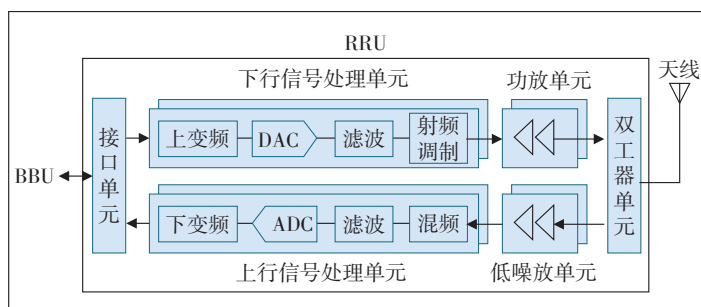 RRU
下行信号处理单元
功放单元
天线
接口单元
上变频
DAC
滤波
射频
调制
双工器单元
BBU
下变频
ADC
滤波
混频
上行信号处理单元
低噪放单元